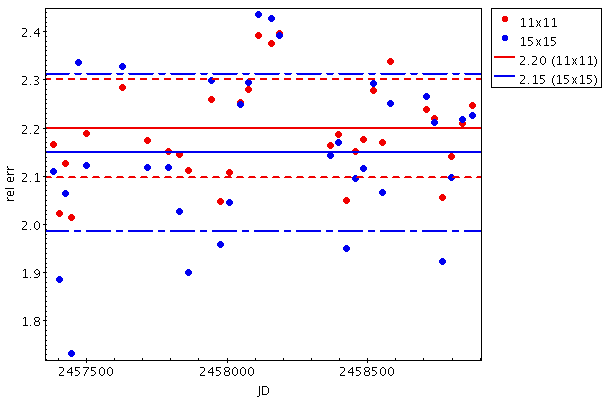 2.4
2.3
2.2
2.1
2.0
1.9
1.8
rel err
2457500
2458000
2458500
JD
11x11
15x15
2.20 (11x11)
2.15 (15x15)